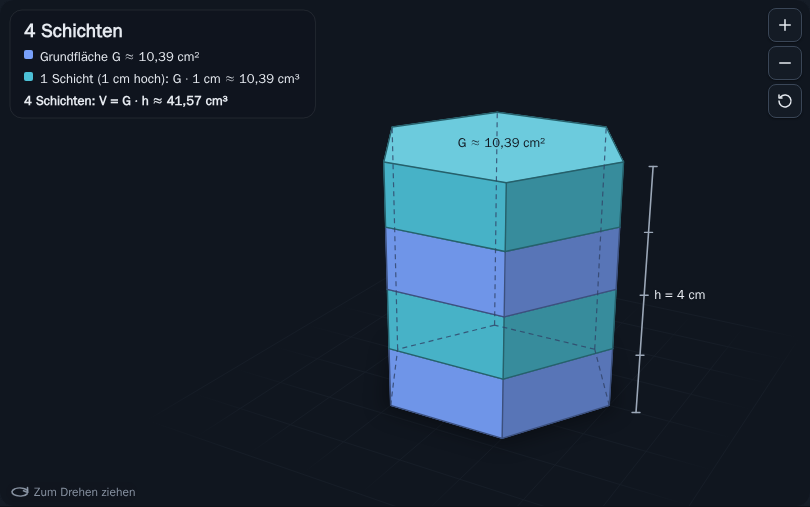 4 Schichten
Grundfläche G ≈ 10,39 cm²
1 Schicht (1 cm hoch): G · 1 cm ≈ 10,39 cm³
4 Schichten: V = G · h ≈ 41,57 cm³
G ≈ 10,39 cm²
h = 4 cm
Zum Drehen ziehen